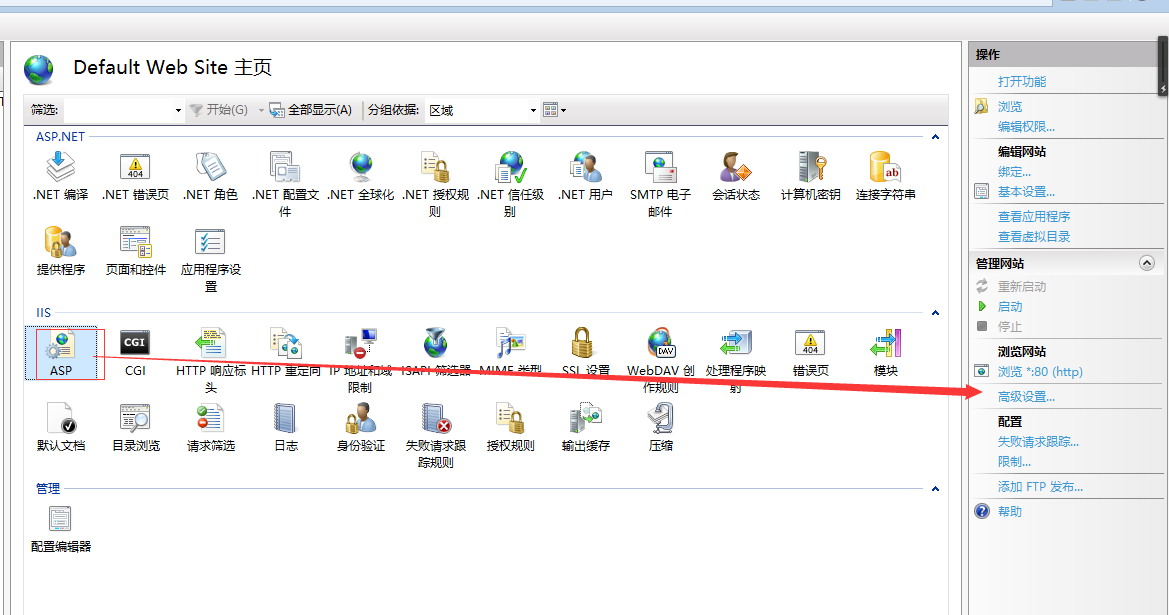 Default Web Site 主页
筛选:
开始(G)
全部显示(A)
分组依据:
区域
ASP.NET
.NET 编译
.NET 错误页
.NET 角色
.NET 配置文
件
.NET 全球化
.NET 授权规
则
.NET 信任级
别
.NET 用户
SMTP 电子
邮件
会话状态
计算机密钥
连接字符串
提供程序
页面和控件
应用程序设
置
IIS
ASP
CGI
HTTP 响应标
头
HTTP 重定向
IP 地址和域
限制
ISAPI 筛选器
MIME 类型
SSL 设置
WebDAV 创
作规则
处理程序映
射
错误页
模块
默认文档
目录浏览
请求筛选
日志
身份验证
失败请求跟
踪规则
授权规则
输出缓存
压缩
管理
配置编辑器
操作
打开功能
浏览
编辑权限...
编辑网站
绑定...
基本设置...
查看应用程序
查看虚拟目录
管理网站
重新启动
启动
停止
浏览网站
浏览 *:80 (http)
高级设置...
配置
失败请求跟踪...
限制...
添加 FTP 发布...
帮助